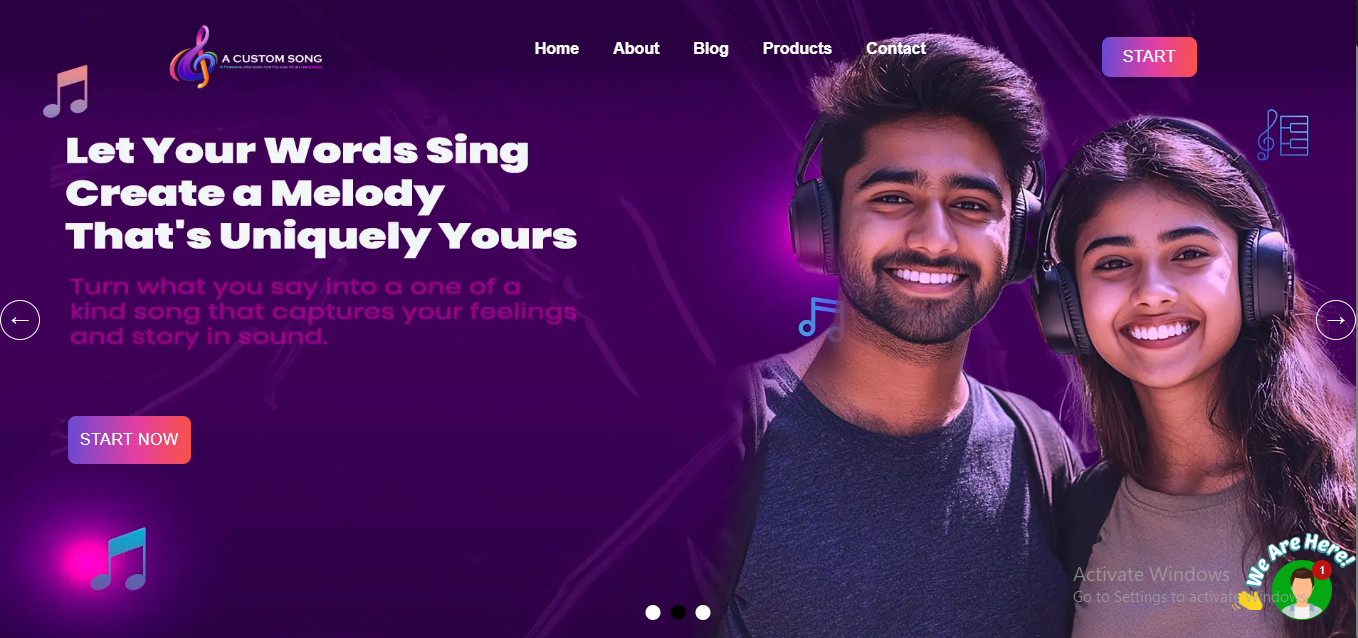 A CUSTOM SONG
Home
About
Blog
Products
Contact
START
Let Your Words Sing
Create a Melody
That's Uniquely Yours
Turn what you say into a one of a
kind song that captures your feelings
and story in sound.
←
→
START NOW
We Are Here!
1
Activate Windows
Go to Settings to activate Windows.